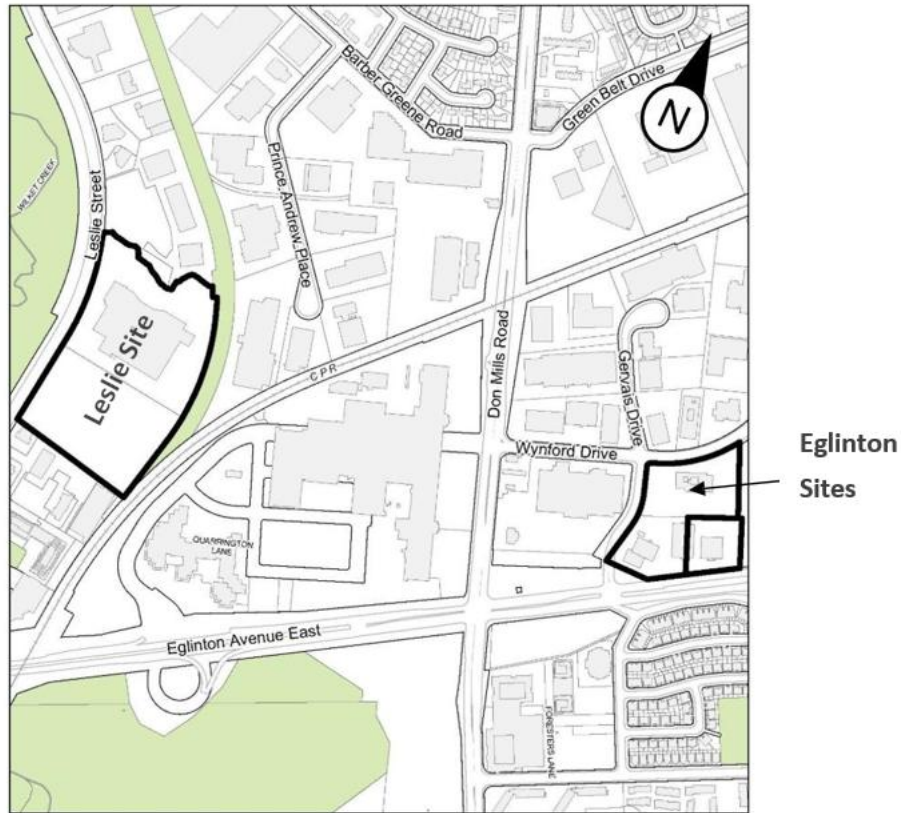 Barber Greene Road
Green Belt Drive
N
WILKET CREEK
Leslie Street
Prince Andrew Place
Leslie Site
CPR
Don Mills Road
Gervais Drive
Wynford Drive
Eglinton
Sites
QUARRINGTON
LANE
Eglinton Avenue East
FORESTERS LANE